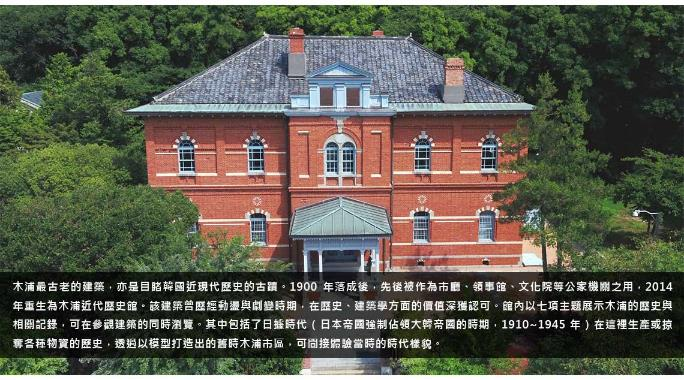 木浦最古老的建築，亦是目睹韓國近現代歷史的古蹟。1900 年落成後，先後被作為市廳、領事館、文化院等公家機關之用，2014
年重生為木浦近代歷史館。該建築曾歷經動盪與劇變時期，在歷史、建築學方面的價值深獲認可。館內以七項主題展示木浦的歷史與
相關記錄，可在參觀建築的同時瀏覽。其中包括了日據時代（日本帝國強制佔領大韓帝國的時期，1910~1945 年）在這裡生產或掠
奪各種物資的歷史，透過以模型打造出的舊時木浦市區，可間接體驗當時的時代樣貌。